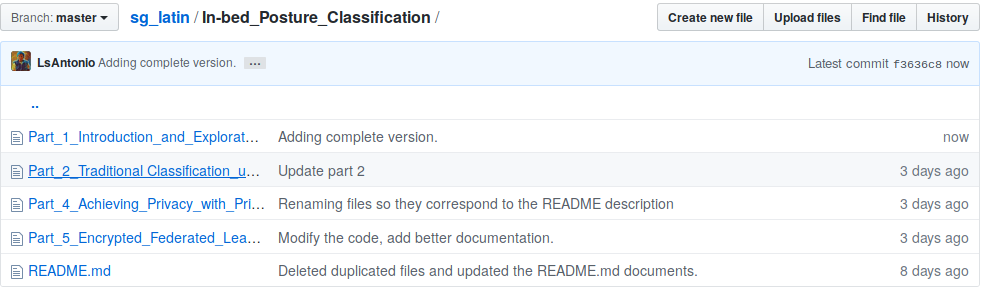 Branch: master sg_latin / In-bed_Posture_Classification / Create new file Upload files Find file History
LsAntonio Adding complete version. ... Latest commit f3636c8 now
..
Part_1_Introduction_and_Explorat... Adding complete version. now
Part_2_Traditional Classification_u... Update part 2 3 days ago
Part_4_Achieving_Privacy_with_Pri... Renaming files so they correspond to the README description 3 days ago
Part_5_Encrypted_Federated_Lea... Modify the code, add better documentation. 3 days ago
README.md Deleted duplicated files and updated the README.md documents. 8 days ago